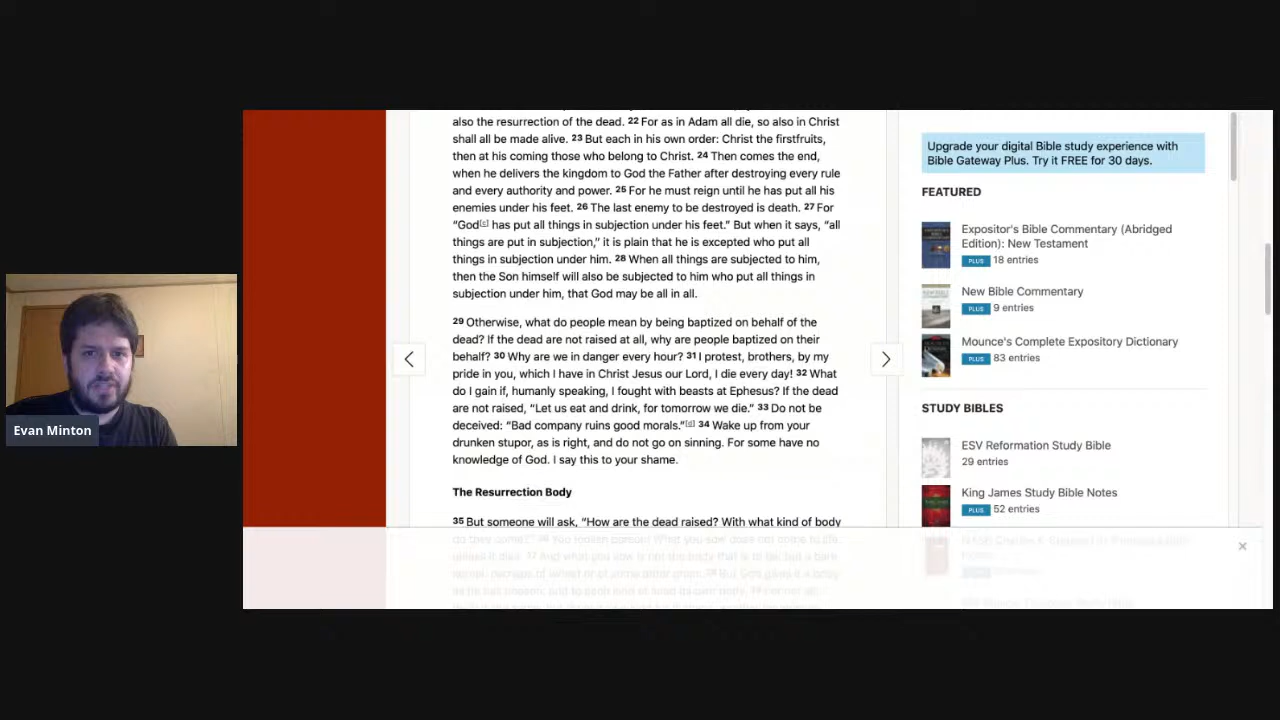 also the resurrection of the dead. 22 For as in Adam all die, so also in Christ
shall all be made alive. 23 But each in his own order: Christ the firstfruits,
then at his coming those who belong to Christ. 24 Then comes the end,
when he delivers the kingdom to God the Father after destroying every rule
and every authority and power. 25 For he must reign until he has put all his
enemies under his feet. 26 The last enemy to be destroyed is death. 27 For
“God[c] has put all things in subjection under his feet.” But when it says, “all
things are put in subjection,” it is plain that he is excepted who put all
things in subjection under him. 28 When all things are subjected to him,
then the Son himself will also be subjected to him who put all things in
subjection under him, that God may be all in all.
29 Otherwise, what do people mean by being baptized on behalf of the
dead? If the dead are not raised at all, why are people baptized on their
behalf? 30 Why are we in danger every hour? 31 I protest, brothers, by my
pride in you, which I have in Christ Jesus our Lord, I die every day! 32 What
do I gain if, humanly speaking, I fought with beasts at Ephesus? If the dead
are not raised, “Let us eat and drink, for tomorrow we die.” 33 Do not be
deceived: “Bad company ruins good morals.”[d] 34 Wake up from your
drunken stupor, as is right, and do not go on sinning. For some have no
knowledge of God. I say this to your shame.
The Resurrection Body
35 But someone will ask, “How are the dead raised? With what kind of body
Upgrade your digital Bible study experience with
Bible Gateway Plus. Try it FREE for 30 days.
FEATURED
Expositor's Bible Commentary (Abridged
Edition): New Testament
PLUS 18 entries
New Bible Commentary
PLUS 9 entries
Mounce's Complete Expository Dictionary
PLUS 83 entries
STUDY BIBLES
ESV Reformation Study Bible
29 entries
King James Study Bible Notes
PLUS 52 entries
Evan Minton